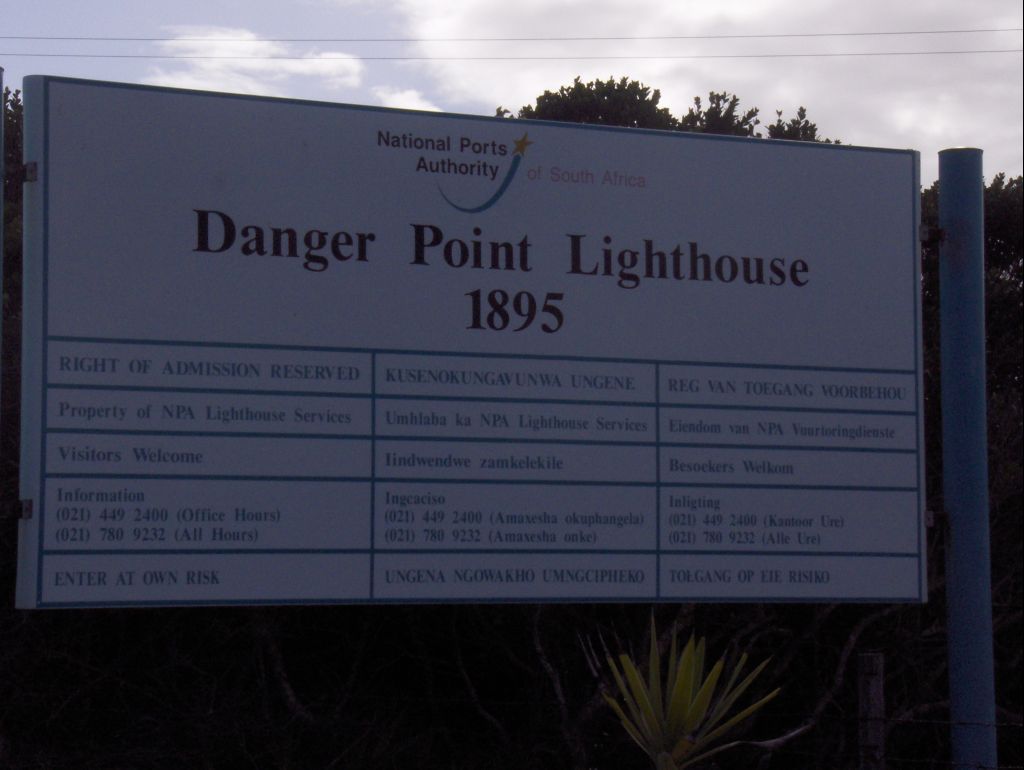 National Ports
Authority of South Africa
Danger Point Lighthouse
1895
RIGHT OF ADMISSION RESERVED
KUSENOKUNGAVUNWA UNGENE
REG VAN TOEGANG VOORBEHOU
Property of NPA Lighthouse Services
Umhlaba ka NPA Lighthouse Services
Eiendom van NPA Vuurtoringdienste
Visitors Welcome
Iindwendwe zamkelekile
Besoekers Welkom
Information
(021) 449 2400 (Office Hours)
(021) 780 9232 (All Hours)
Ingcaciso
(021) 449 2400 (Amaxesha okuphangela)
(021) 780 9232 (Amaxesha onke)
Inligting
(021) 449 2400 (Kantoor Ure)
(021) 780 9232 (Alle Ure)
ENTER AT OWN RISK
UNGENA NGOWAKHO UMNGCIPHEKO
TOEGANG OP EIE RISIKO